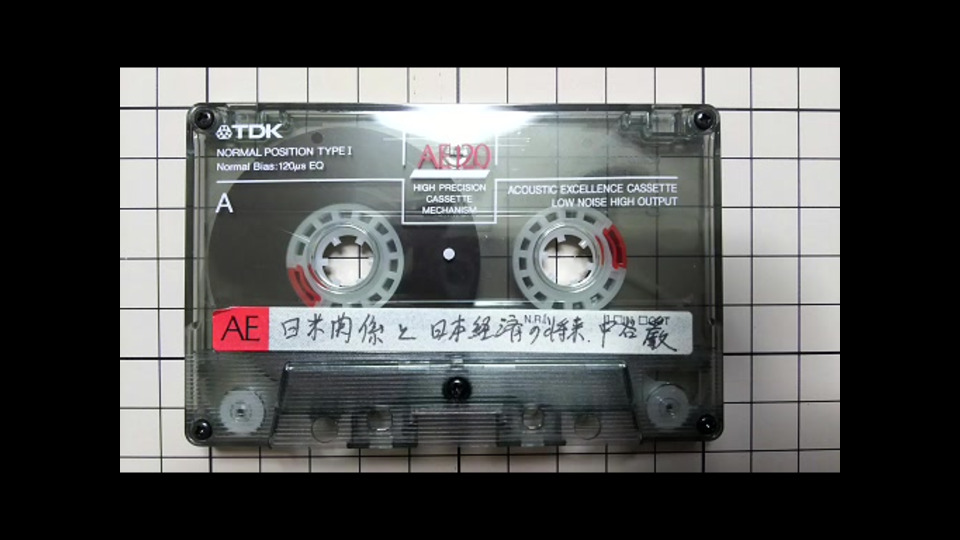 TDK
NORMAL POSITION TYPE I
Normal Bias: 120μs EQ
AE120
HIGH PRECISION
CASSETTE
MECHANISM
ACOUSTIC EXCELLENCE CASSETTE
LOW NOISE HIGH OUTPUT
A
AE 日米関係と日本経済の将来. 中谷 巌